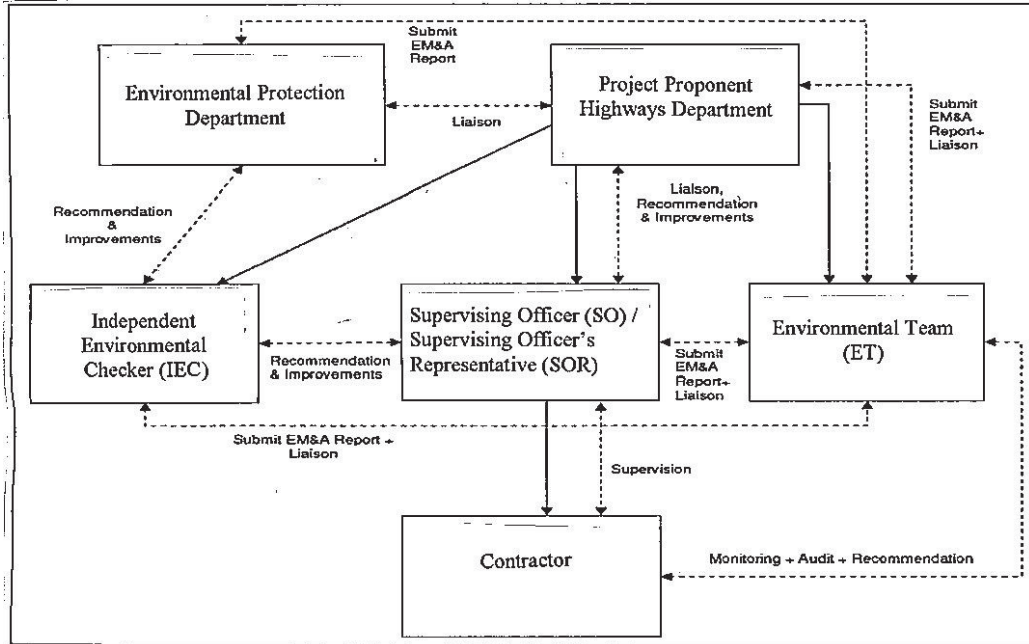 Submit
EM&A
Report
Environmental Protection
Department
Project Proponent
Highways Department
Liaison
Submit
EM&A
Report+
Liaison
Recommendation
&
Improvements
Liaison,
Recommendation
& Improvements
Independent
Environmental
Checker (IEC)
Recommendation
& Improvements
Supervising Officer (SO) /
Supervising Officer's
Representative (SOR)
Submit
EM&A
Report+
Liaison
Environmental Team
(ET)
Submit EM&A Report +
Liaison
Supervision
Contractor
Monitoring + Audit + Recommendation